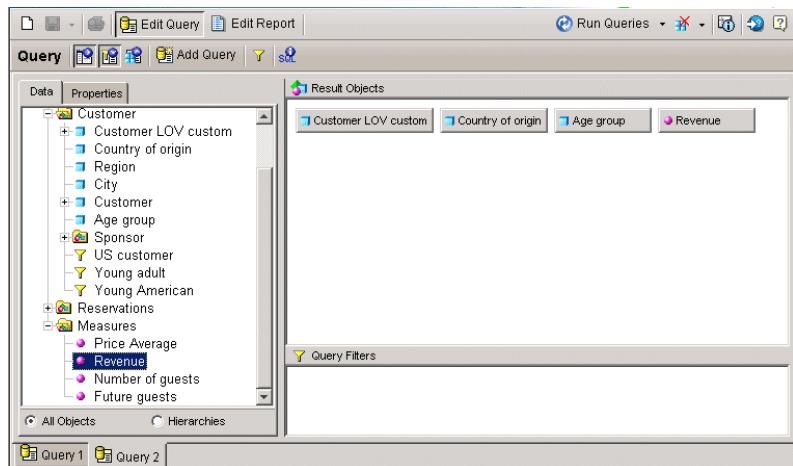 Edit Query Edit Report Run Queries
Query Add Query SQL
Data Properties
Customer
Customer LOV custom
Country of origin
Region
City
Customer
Age group
Sponsor
US customer
Young adult
Young American
Reservations
Measures
Price Average
Revenue
Number of guests
Future guests
All Objects Hierarchies
Result Objects
Customer LOV custom Country of origin Age group Revenue
Query Filters
Query 1 Query 2